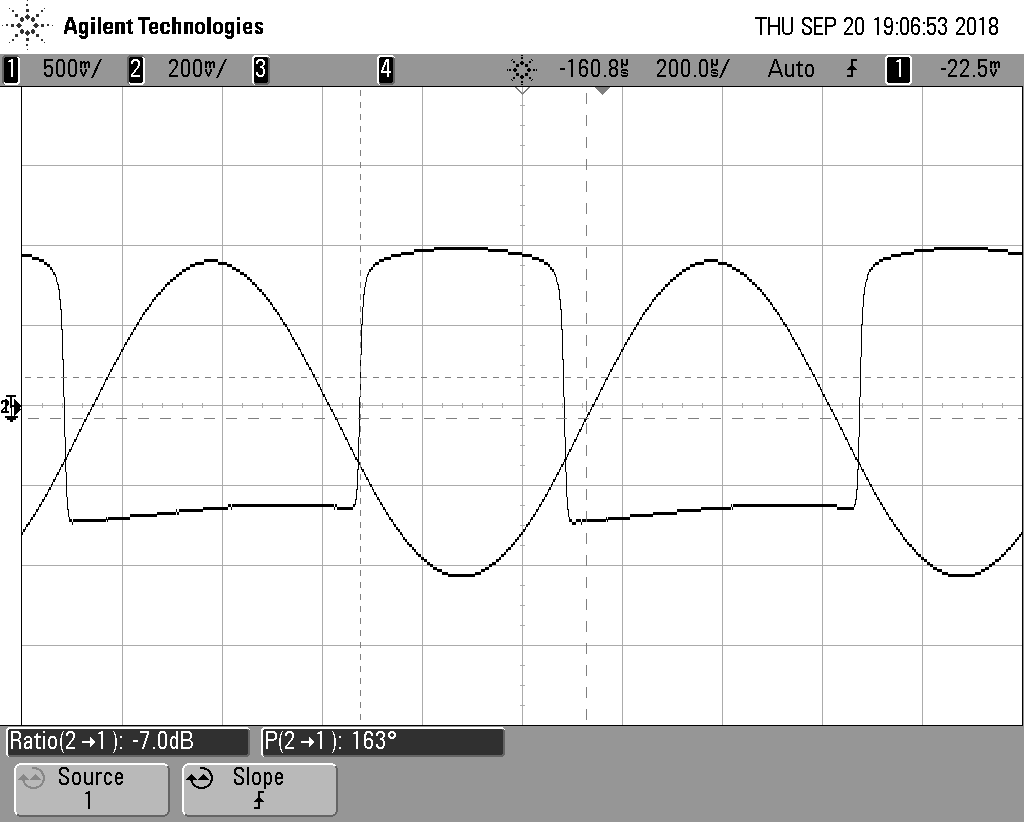 Agilent Technologies THU SEP 20 19:06:53 2018
1 500mV/ 2 200mV/ 3 4 -160.8µs 200.0µs/ Auto 1 -22.5mV
Ratio(2→1): -7.0dB P(2→1): 163°
Source Slope
1